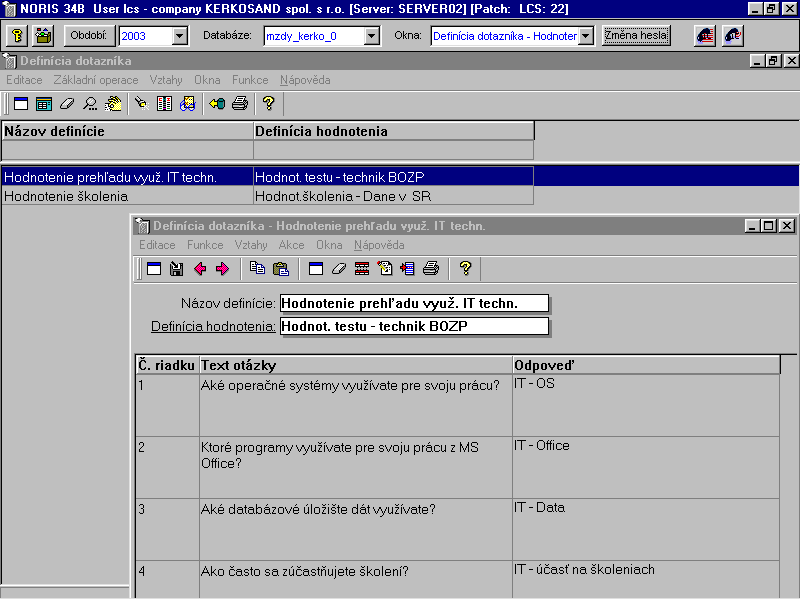 NORIS 34B User lcs - company KERKOSAND spol. s r.o. [Server: SERVER02] [Patch: LCS: 22]
Období: 2003 Databáze: mzdy_kerko_0 Okna: Definícia dotazníka - Hodnoter Změna hesla
Definícia dotazníka
Editace Základní operace Vztahy Okna Funkce Nápověda
Názov definície Definícia hodnotenia
Hodnotenie prehľadu využ. IT techn. Hodnot. testu - technik BOZP
Hodnotenie školenia Hodnot.školenia - Dane v SR
Definícia dotazníka - Hodnotenie prehľadu využ. IT techn.
Editace Funkce Vztahy Akce Okna Nápověda
Názov definície: Hodnotenie prehľadu využ. IT techn.
Definícia hodnotenia: Hodnot. testu - technik BOZP
Č. riadku Text otázky Odpoveď
1 Aké operačné systémy využívate pre svoju prácu? IT - OS
2 Ktoré programy využívate pre svoju prácu z MS Office? IT - Office
3 Aké databázové úložište dát využívate? IT - Data
4 Ako často sa zúčastňujete školení? IT - účasť na školeniach